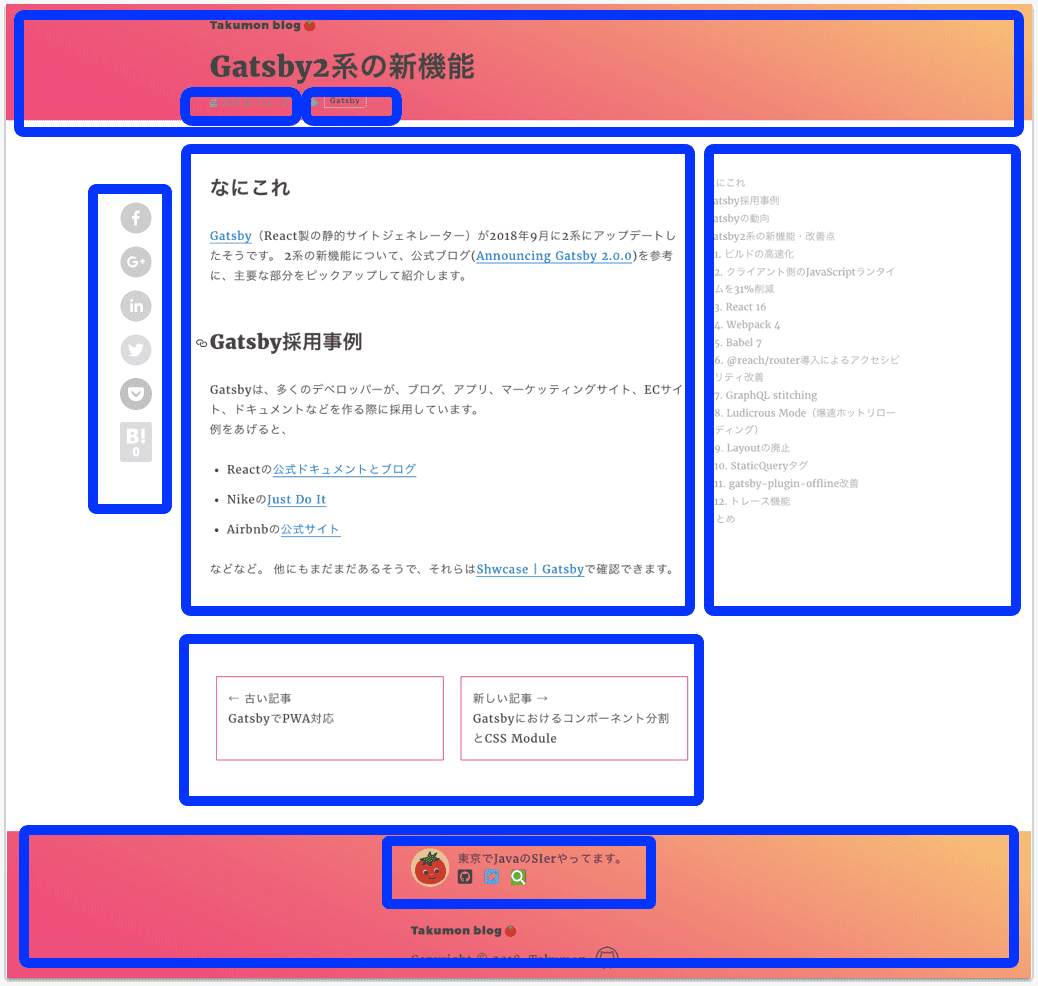 Takumon blog
Gatsby2系の新機能
Gatsby
なにこれ
Gatsby（React製の静的サイトジェネレーター）が2018年9月に2系にアップデートし
たそうです。 2系の新機能について、公式ブログ(Announcing Gatsby 2.0.0)を参考
に、主要な部分をピックアップして紹介します。
Gatsby採用事例
Gatsbyは、多くのデベロッパーが、ブログ、アプリ、マーケッティングサイト、ECサイ
ト、ドキュメントなどを作る際に採用しています。
例をあげると、
• Reactの公式ドキュメントとブログ
• NikeのJust Do It
• Airbnbの公式サイト
などなど。 他にもまだまだあるそうで、それらはShwcase | Gatsbyで確認できます。
G+
in
B!
0
にこれ
atsby採用事例
atsbyの動向
atsby2系の新機能・改善点
1. ビルドの高速化
2. クライアント側のJavaScriptランタイ
ムを31%削減
3. React 16
4. Webpack 4
5. Babel 7
6. @reach/router導入によるアクセシビ
リティ改善
7. GraphQL stitching
8. Ludicrous Mode（爆速ホットリロー
ディング）
9. Layoutの廃止
10. StaticQueryタグ
11. gatsby-plugin-offline改善
12. トレース機能
とめ
← 古い記事
GatsbyでPWA対応
新しい記事 →
Gatsbyにおけるコンポーネント分割
とCSS Module
東京でJavaのSIerやってます。
Takumon blog
Copyright © 2018. Takumon